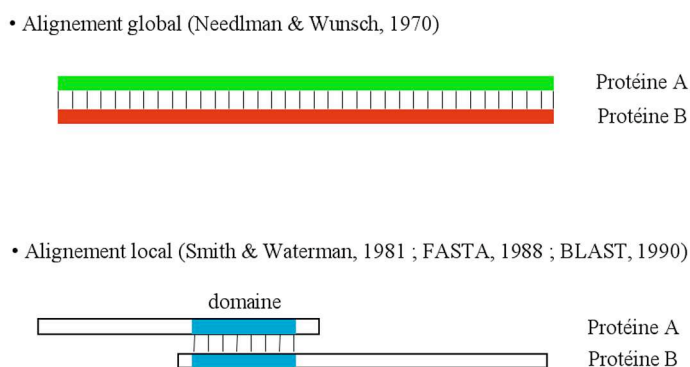 • Alignement global (Needlman & Wunsch, 1970)
Protéine A
Protéine B
• Alignement local (Smith & Waterman, 1981 ; FASTA, 1988 ; BLAST, 1990)
domaine
Protéine A
Protéine B